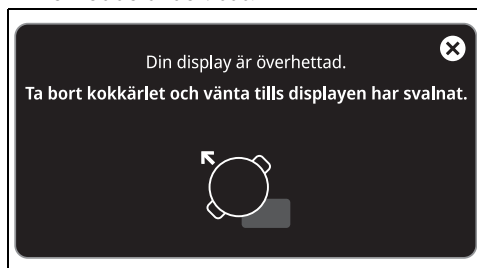 Din display är överhettad.
Ta bort kokkärlet och vänta tills displayen har svalnat.